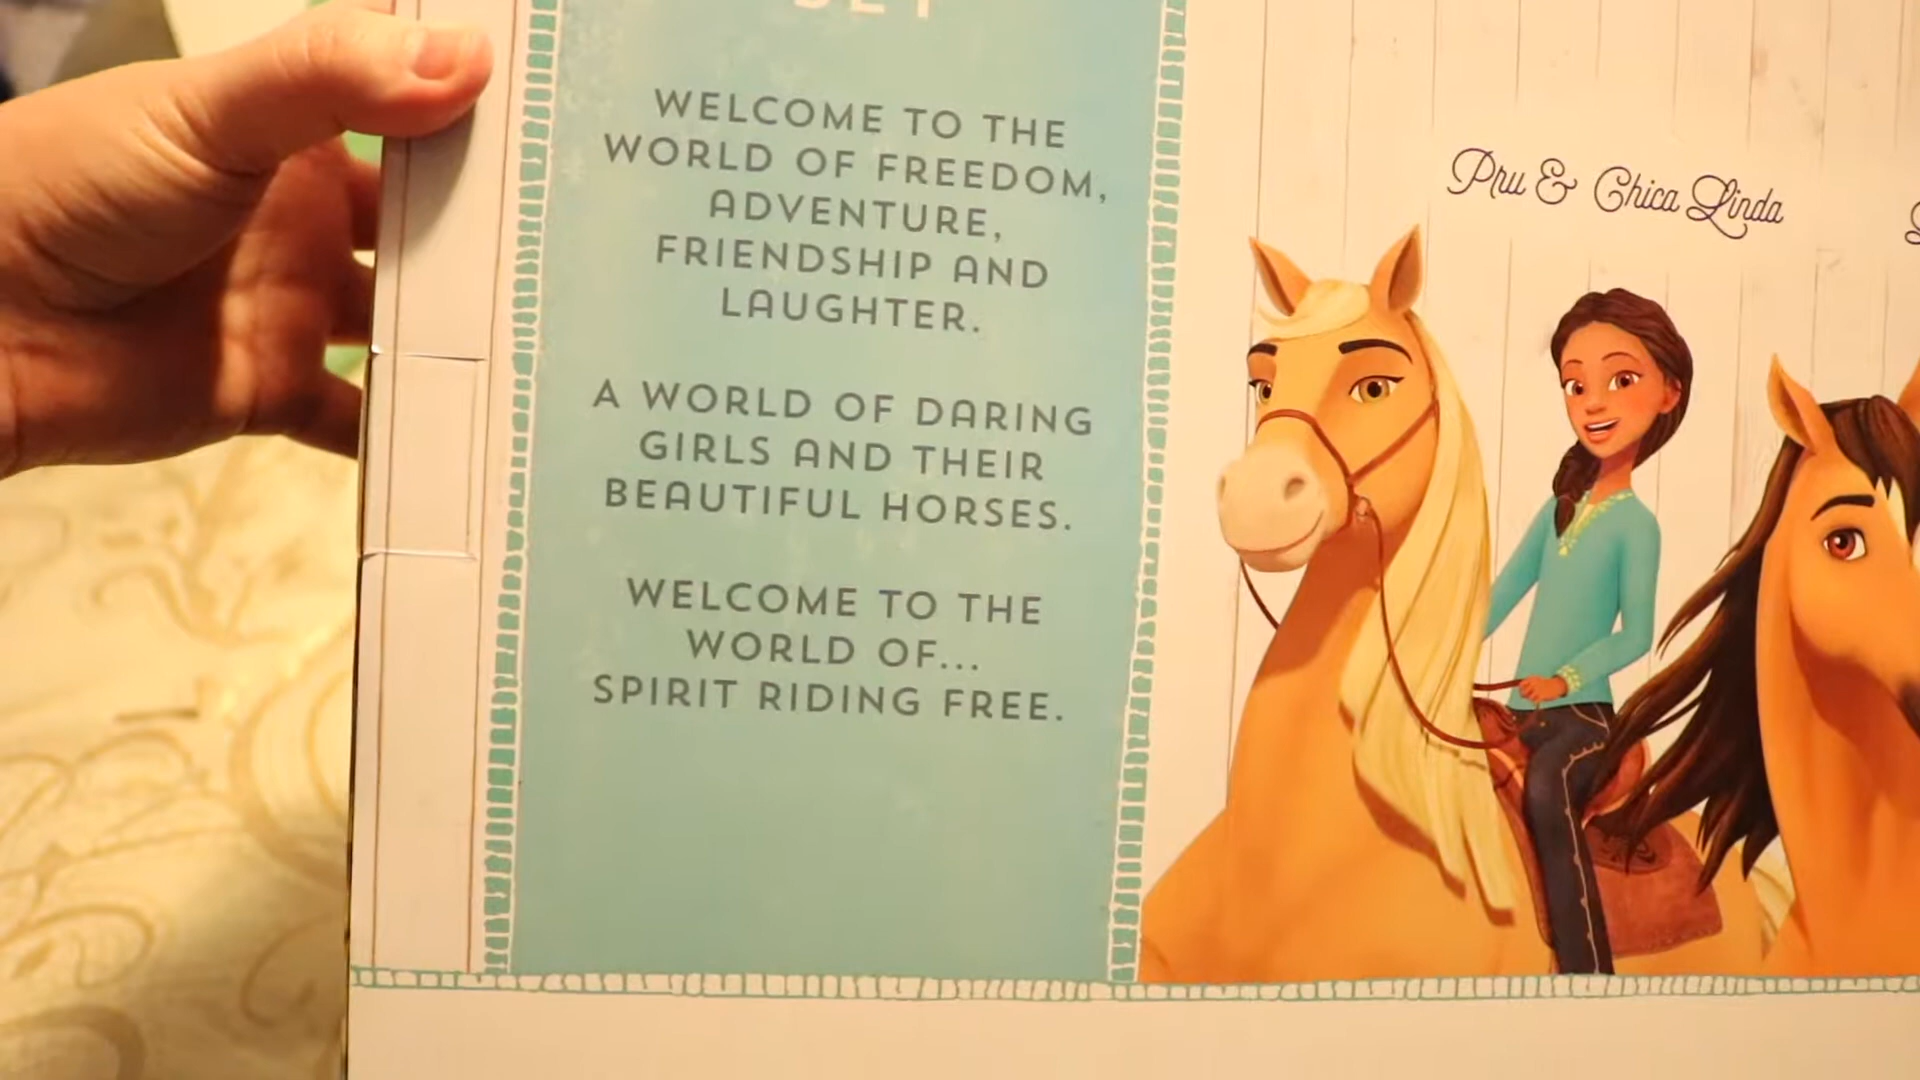 WELCOME TO THE
WORLD OF FREEDOM,
ADVENTURE,
FRIENDSHIP AND
LAUGHTER.
A WORLD OF DARING
GIRLS AND THEIR
BEAUTIFUL HORSES.
WELCOME TO THE
WORLD OF...
SPIRIT RIDING FREE.
Pru & Chica Linda